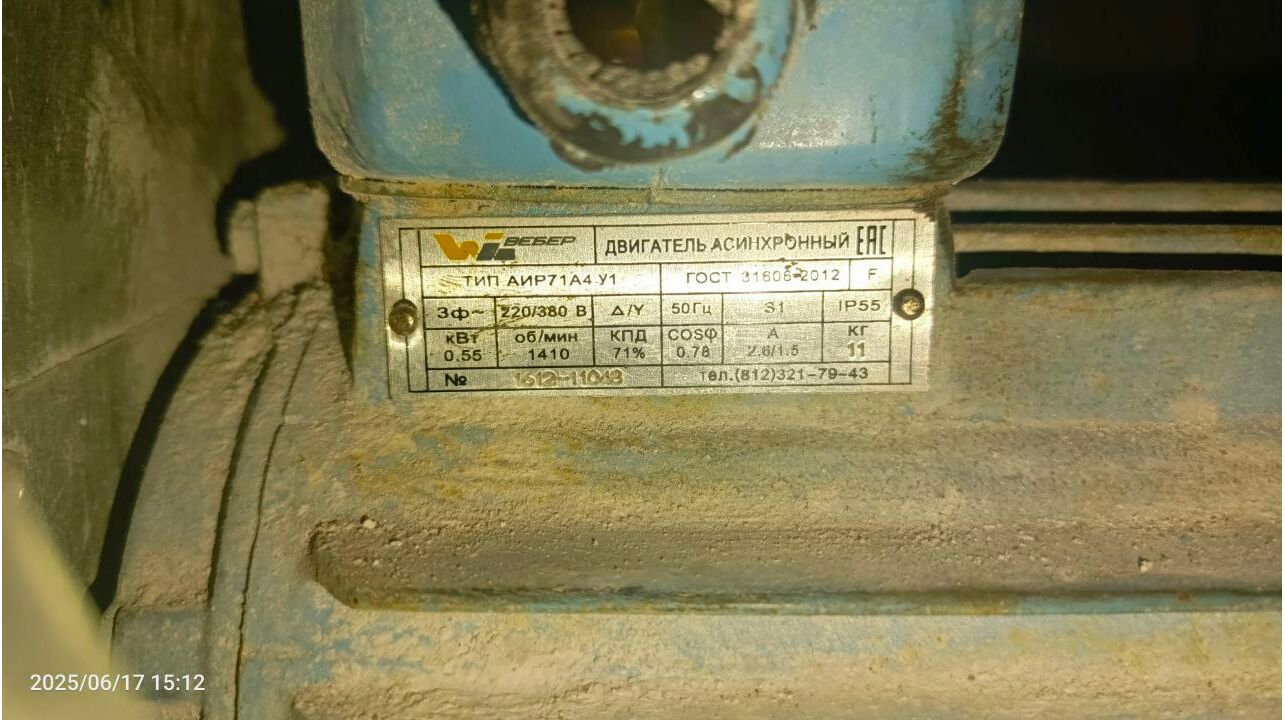 ВЕБЕР ДВИГАТЕЛЬ АСИНХРОННЫЙ EAC
ТИП АИР71А4 У1 ГОСТ 31606-2012 F
3ф~ 220/380 В Δ/Y 50Гц S1 IP55
кВт об/мин КПД COSφ А КГ
0.55 1410 71% 0.78 2.6/1.5 11
№ 1612-11043 тел.(812)321-79-43
2025/06/17 15:12